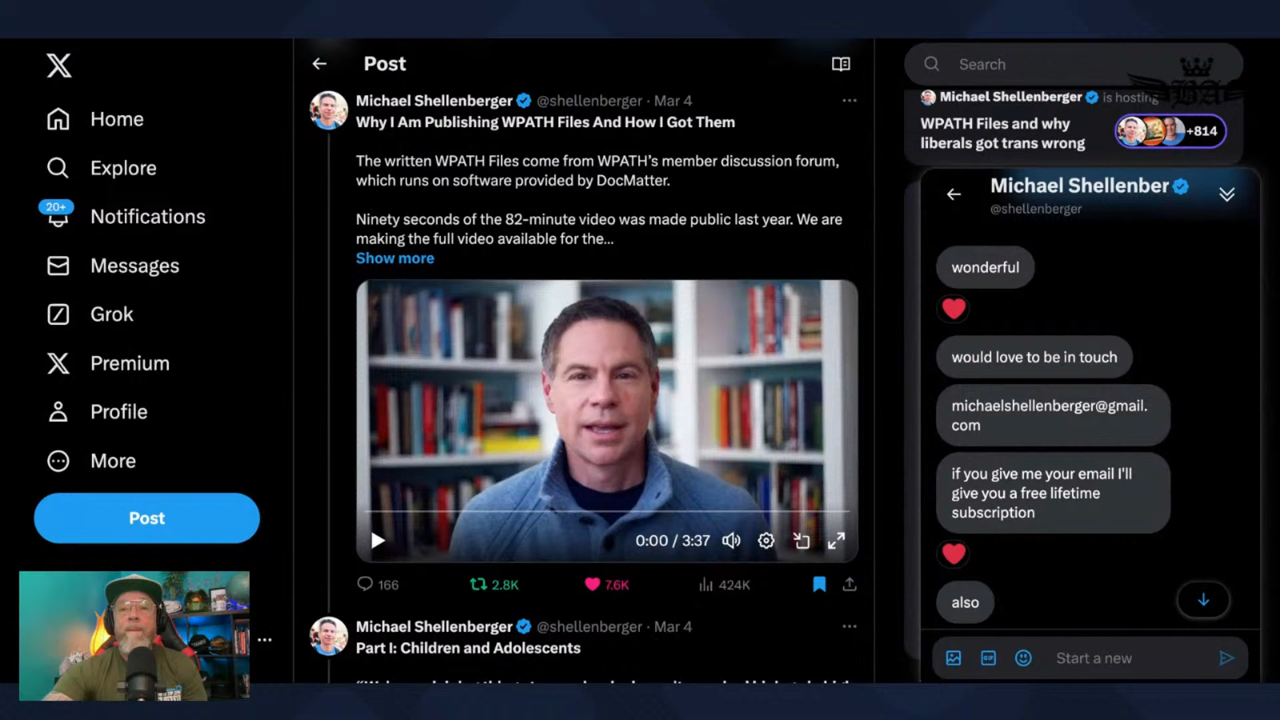 Home
Explore
20+
Notifications
Messages
Grok
Premium
Profile
More
Post
Post
Michael Shellenberger @shellenberger · Mar 4
Why I Am Publishing WPATH Files And How I Got Them
The written WPATH Files come from WPATH's member discussion forum,
which runs on software provided by DocMatter.
Ninety seconds of the 82-minute video was made public last year. We are
making the full video available for the...
Show more
0:00 / 3:37
166
2.8K
7.6K
424K
Michael Shellenberger @shellenberger · Mar 4
Part I: Children and Adolescents
Search
Michael Shellenberger is hosting
WPATH Files and why
liberals got trans wrong
+814
Michael Shellenber
@shellenberger
wonderful
would love to be in touch
michaelshellenberger@gmail.
com
if you give me your email I'll
give you a free lifetime
subscription
also
GIF
Start a new